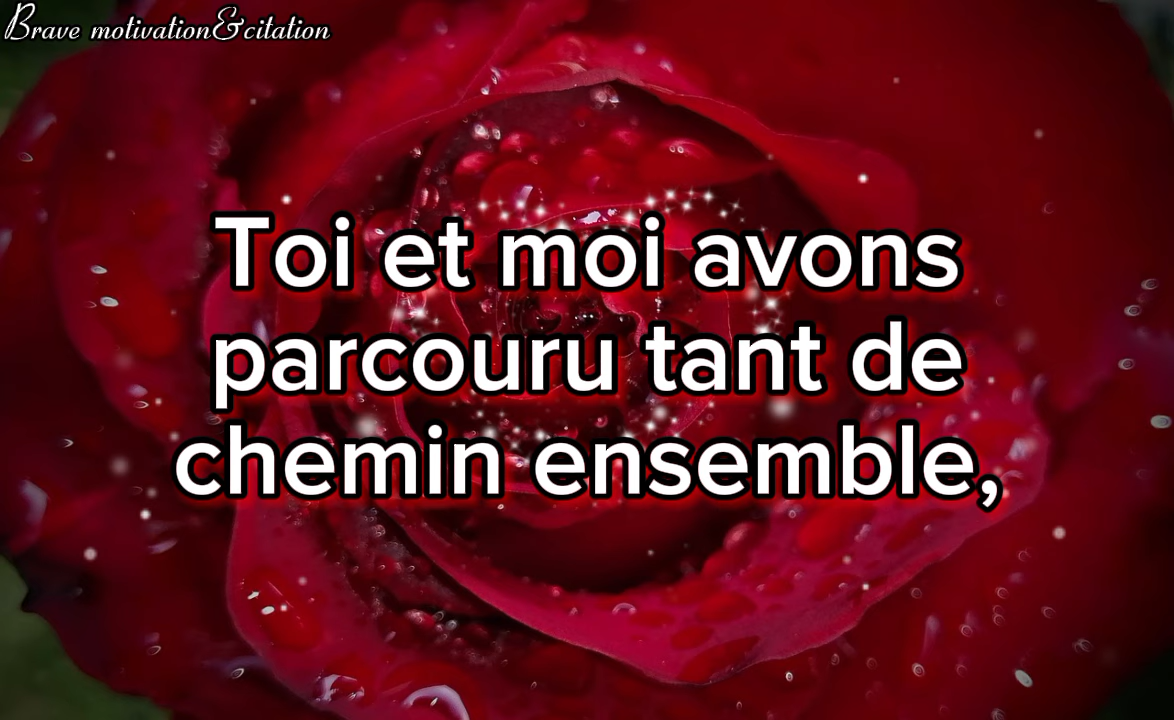 Brave motivation&citation
Toi et moi avons
parcouru tant de
chemin ensemble,